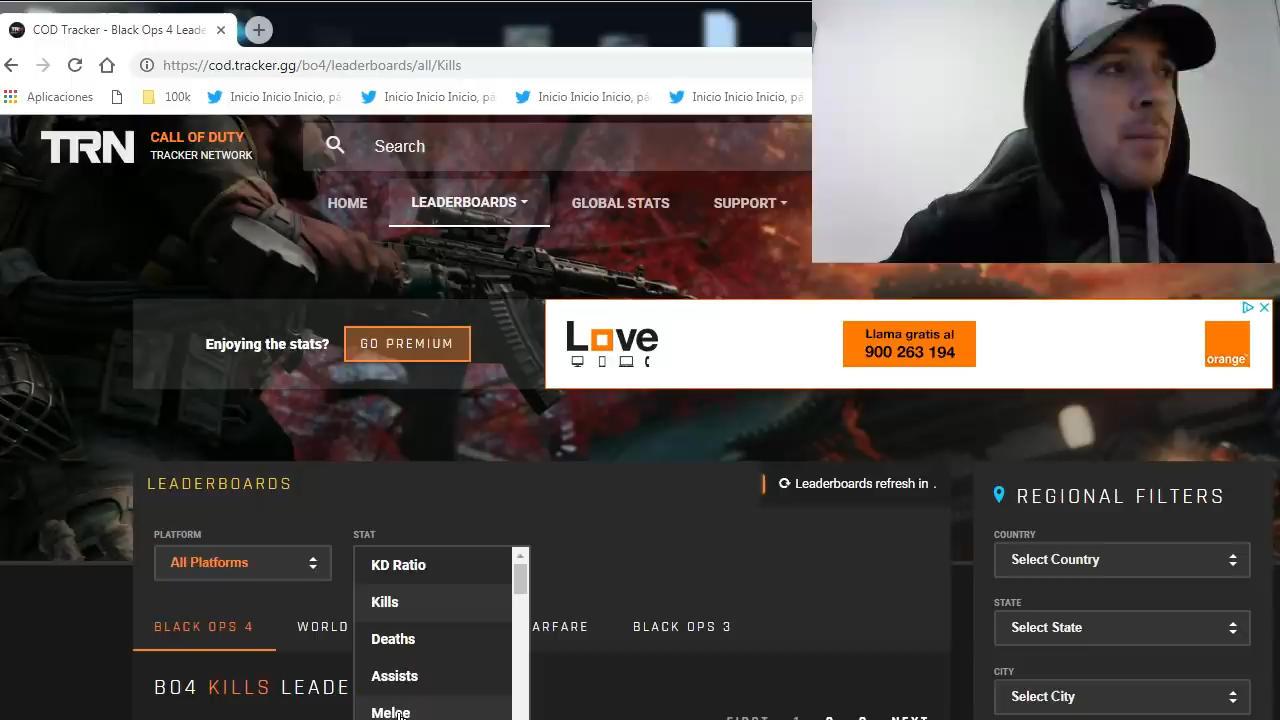 COD Tracker - Black Ops 4 Leade
https://cod.tracker.gg/bo4/leaderboards/all/Kills
Aplicaciones
100k
Inicio Inicio Inicio, pá
Inicio Inicio Inicio, pá
Inicio Inicio Inicio, pá
Inicio Inicio Inicio, pá
TRN
CALL OF DUTY
TRACKER NETWORK
Search
HOME
LEADERBOARDS
GLOBAL STATS
SUPPORT
Enjoying the stats?
GO PREMIUM
Love
Llama gratis al
900 263 194
orange
LEADERBOARDS
Leaderboards refresh in .
REGIONAL FILTERS
PLATFORM
STAT
All Platforms
KD Ratio
Kills
Deaths
Assists
Melee
BLACK OPS 4
WORLD
ARFARE
BLACK OPS 3
BO4 KILLS LEADE
COUNTRY
Select Country
STATE
Select State
CITY
Select City